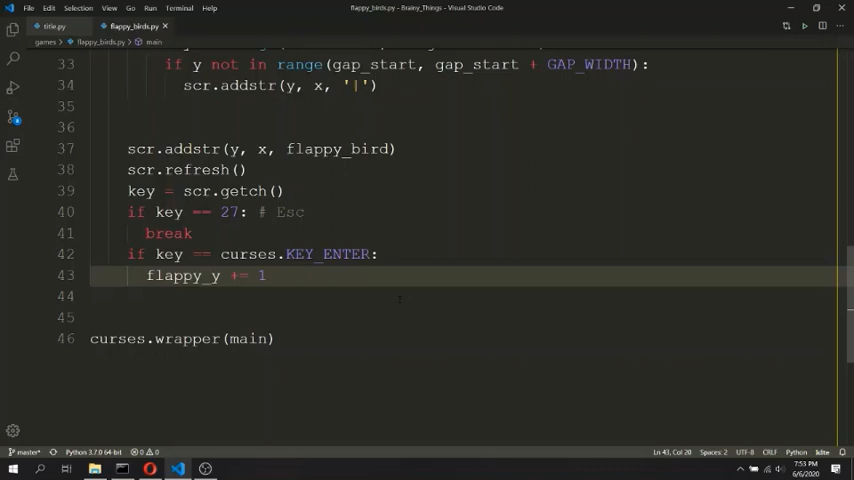 File Edit Selection View Go Run Terminal Help flappy_birds.py - Brainy_Things - Visual Studio Code
title.py flappy_birds.py ×
games > flappy_birds.py > main
33 if y not in range(gap_start, gap_start + GAP_WIDTH):
34 scr.addstr(y, x, '|')
35
36
37 scr.addstr(y, x, flappy_bird)
38 scr.refresh()
39 key = scr.getch()
40 if key == 27: # Esc
41 break
42 if key == curses.KEY_ENTER:
43 flappy_y += 1
44
45
46 curses.wrapper(main)
master* Python 3.7.0 64-bit 0 0 Ln 43, Col 20 Spaces: 2 UTF-8 CRLF Python
7:53 PM
6/6/2020